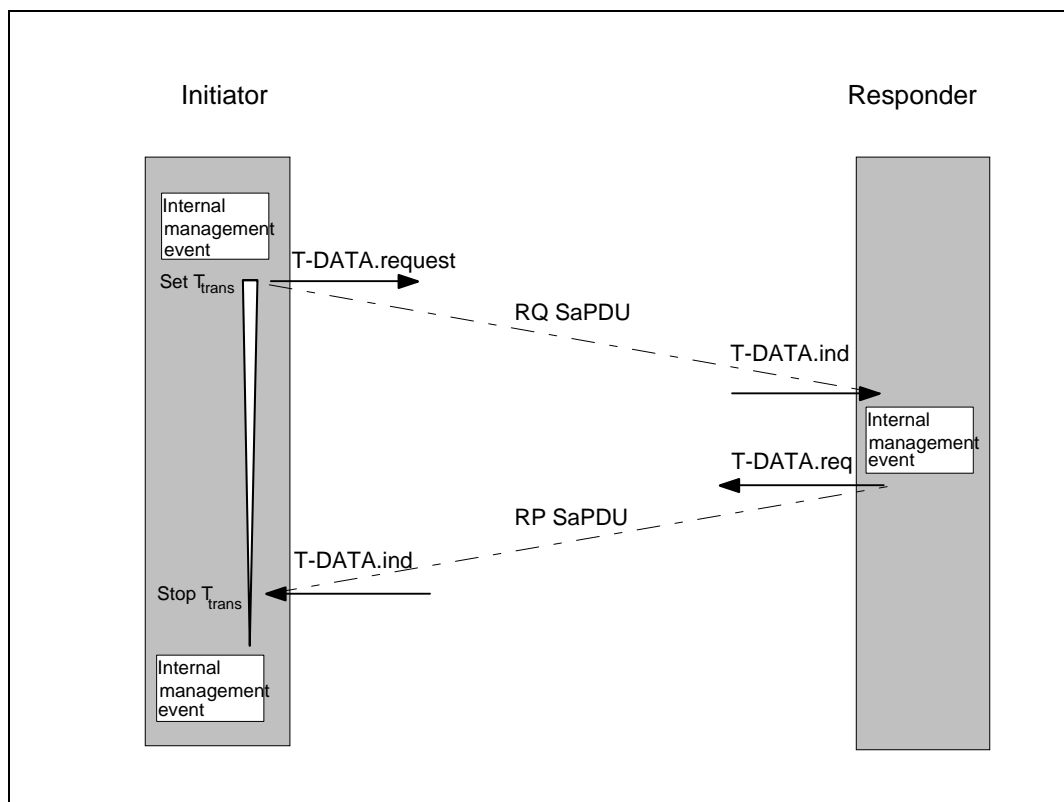 Initiator
Responder
Internal
management
event
T-DATA.request
Set Ttrans
RQ SaPDU
T-DATA.ind
Internal
management
event
T-DATA.req
RP SaPDU
T-DATA.ind
Stop Ttrans
Internal
management
event